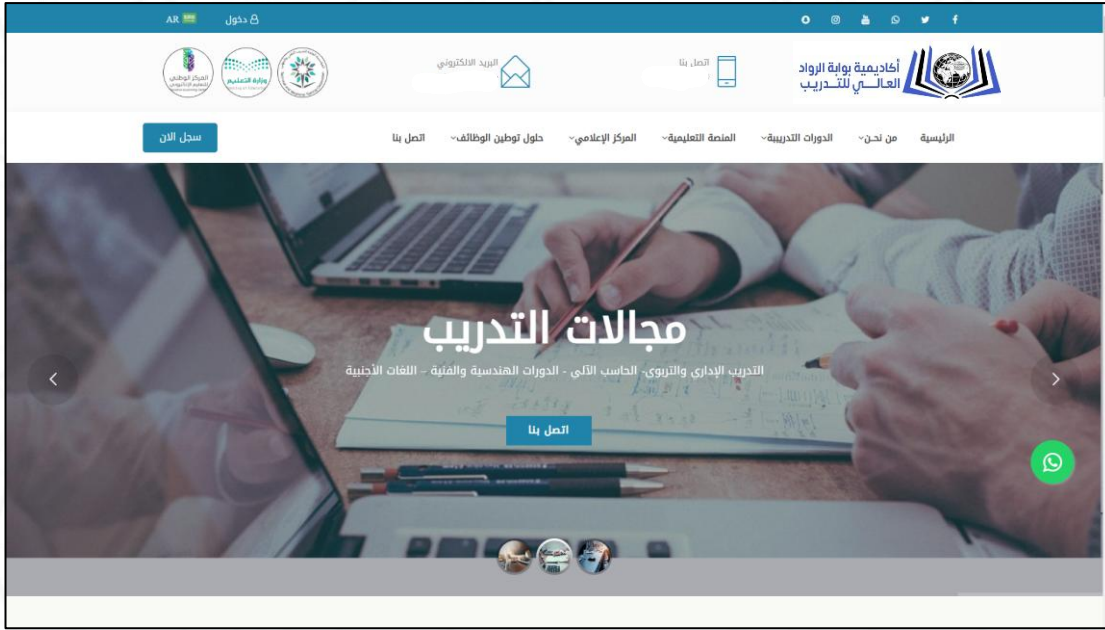 دخول
AR
أكاديمية بوابة الرواد
العالـــي للتـــدريب
اتصل بنا
البريد الالكتروني
وزارة التعليم
المركز الوطني
للتعليم الإلكتروني
الرئيسية
من نحـن
الدورات التدريبية
المنصة التعليمية
المركز الإعلامي
حلول توطين الوظائف
اتصل بنا
سجل الان
مجالات التدريب
التدريب الإداري والتربوي- الحاسب الآلي - الدورات الهندسية والفنية – اللغات الأجنبية
اتصل بنا